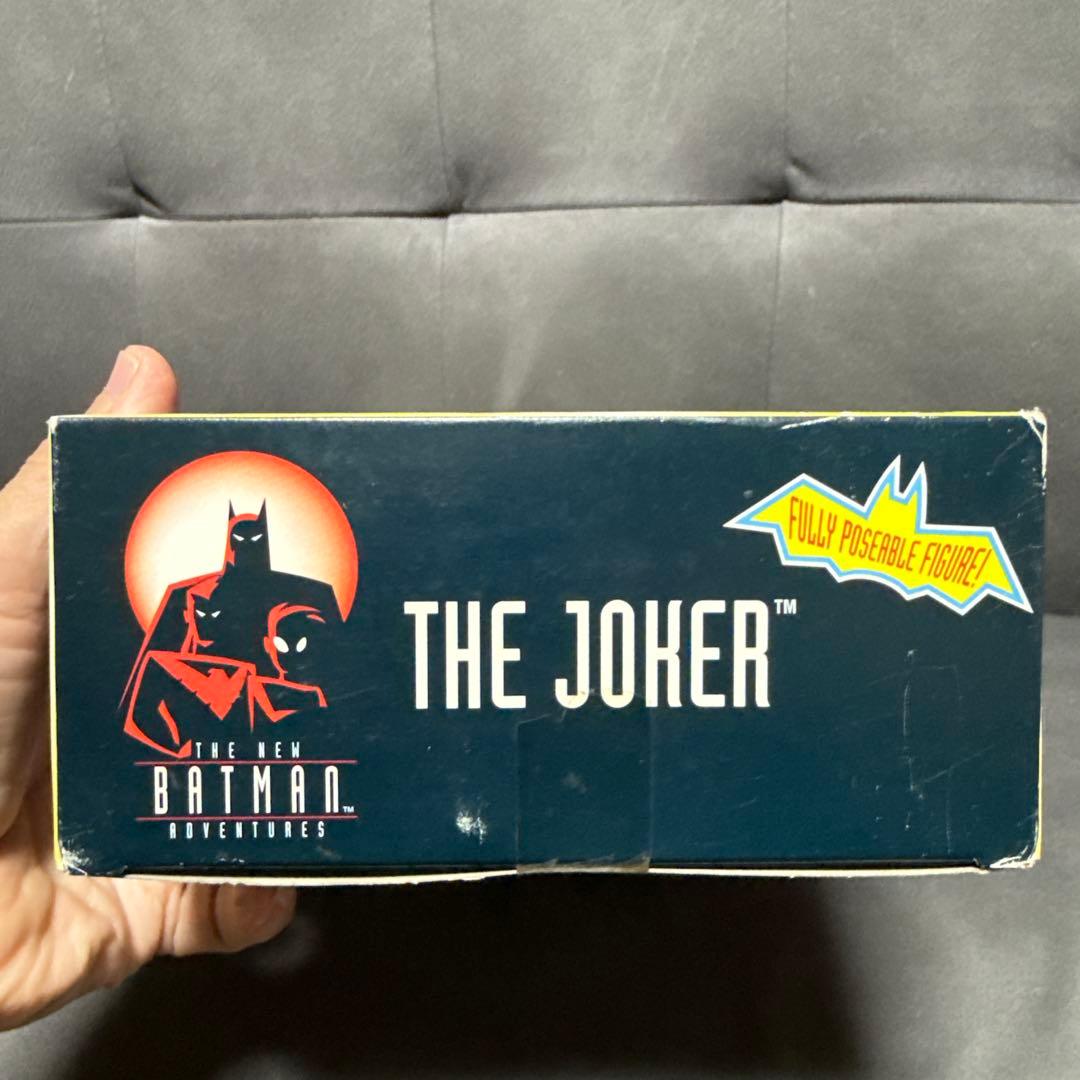 FULLY POSEABLE FIGURE!
THE JOKER™
THE NEW
BATMAN™
ADVENTURES